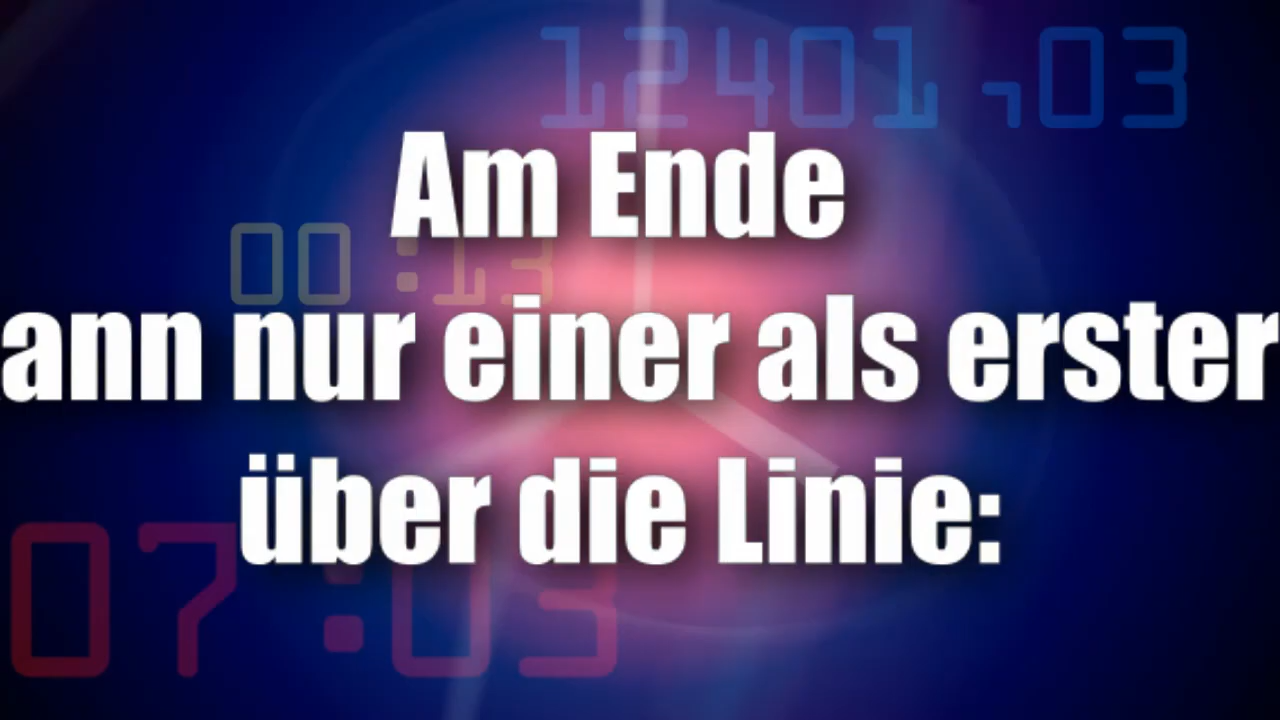 12401,03
Am Ende
00:13
ann nur einer als erster
über die Linie:
07:03